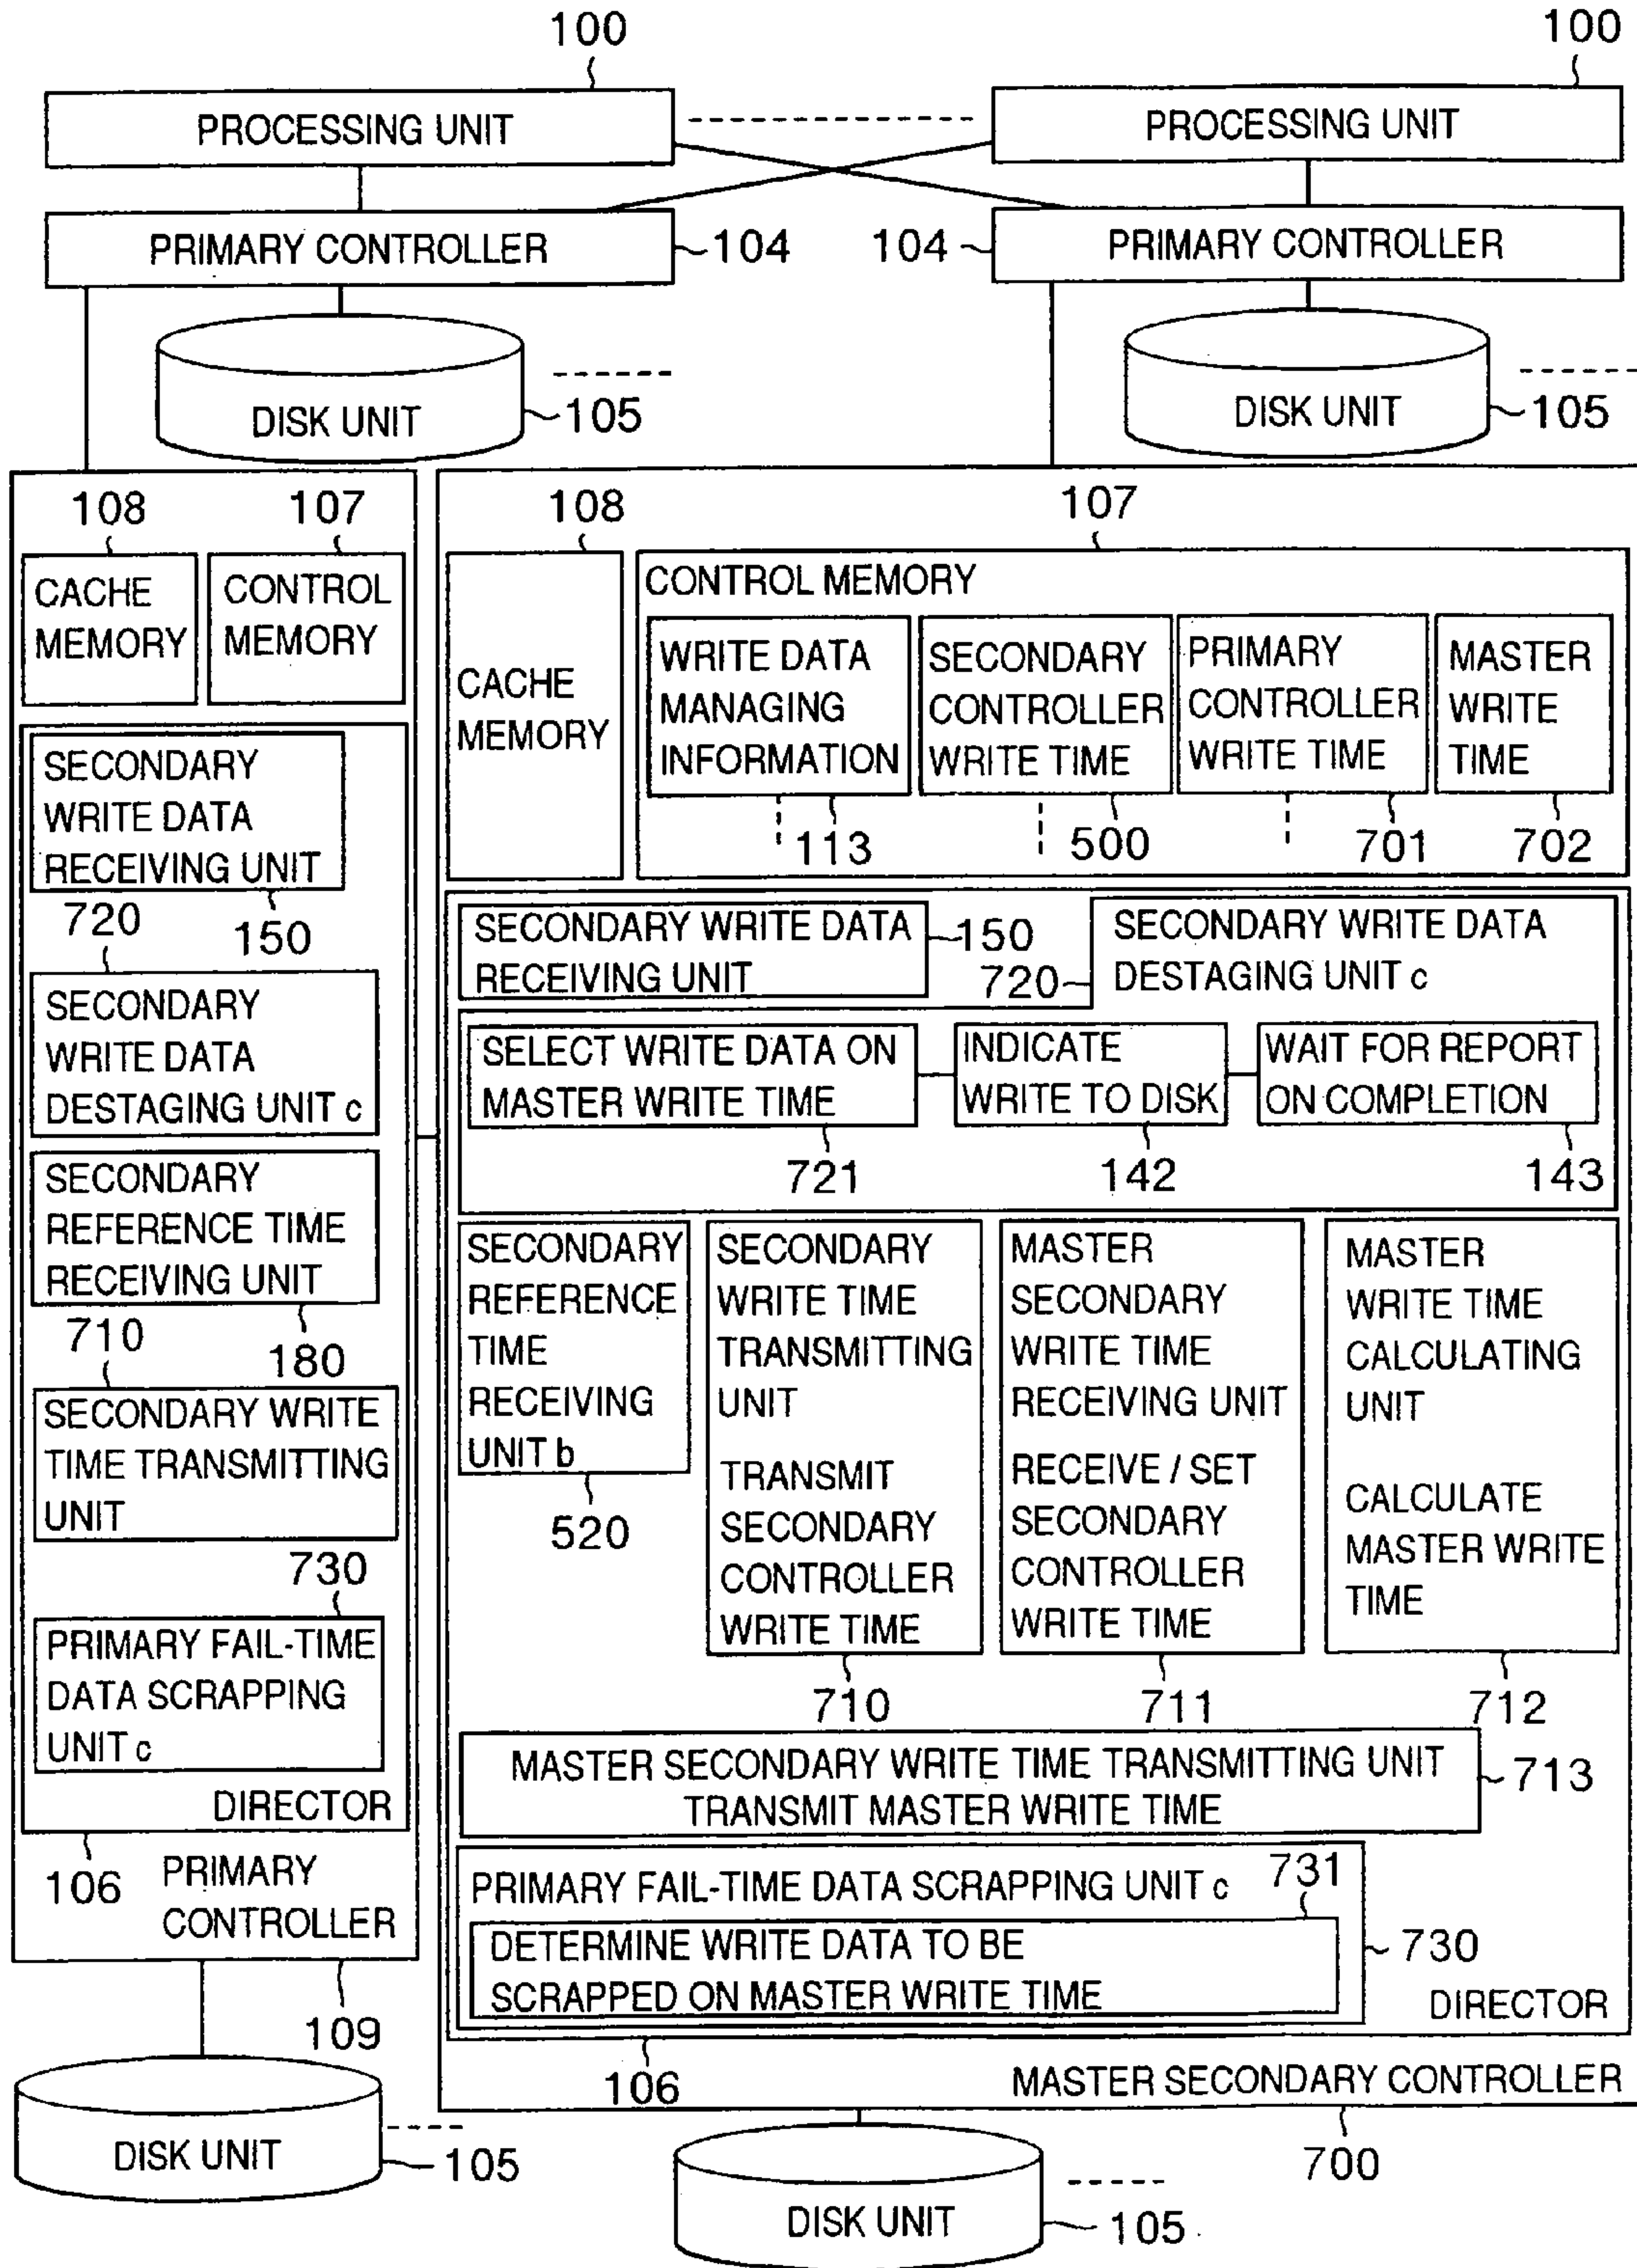 100
100
PROCESSING UNIT
PROCESSING UNIT
PRIMARY CONTROLLER
104
104
PRIMARY CONTROLLER
DISK UNIT
105
DISK UNIT
105
108
107
CACHE
MEMORY
CONTROL
MEMORY
SECONDARY
WRITE DATA
RECEIVING UNIT
720
150
SECONDARY
WRITE DATA
DESTAGING UNIT c
SECONDARY
REFERENCE TIME
RECEIVING UNIT
710
180
SECONDARY WRITE
TIME TRANSMITTING
UNIT
730
PRIMARY FAIL-TIME
DATA SCRAPPING
UNIT c
DIRECTOR
106
PRIMARY
CONTROLLER
109
DISK UNIT
105
108
107
CACHE
MEMORY
CONTROL MEMORY
WRITE DATA
MANAGING
INFORMATION
SECONDARY
CONTROLLER
WRITE TIME
PRIMARY
CONTROLLER
WRITE TIME
MASTER
WRITE
TIME
113
500
701
702
SECONDARY WRITE DATA
RECEIVING UNIT
150
720
SECONDARY WRITE DATA
DESTAGING UNIT c
SELECT WRITE DATA ON
MASTER WRITE TIME
INDICATE
WRITE TO DISK
WAIT FOR REPORT
ON COMPLETION
721
142
143
SECONDARY
REFERENCE
TIME
RECEIVING
UNIT b
520
SECONDARY
WRITE TIME
TRANSMITTING
UNIT
TRANSMIT
SECONDARY
CONTROLLER
WRITE TIME
710
MASTER
SECONDARY
WRITE TIME
RECEIVING UNIT
RECEIVE / SET
SECONDARY
CONTROLLER
WRITE TIME
711
MASTER
WRITE TIME
CALCULATING
UNIT
CALCULATE
MASTER WRITE
TIME
712
MASTER SECONDARY WRITE TIME TRANSMITTING UNIT
TRANSMIT MASTER WRITE TIME
713
PRIMARY FAIL-TIME DATA SCRAPPING UNIT c
731
DETERMINE WRITE DATA TO BE
SCRAPPED ON MASTER WRITE TIME
730
DIRECTOR
106
MASTER SECONDARY CONTROLLER
700
DISK UNIT
105